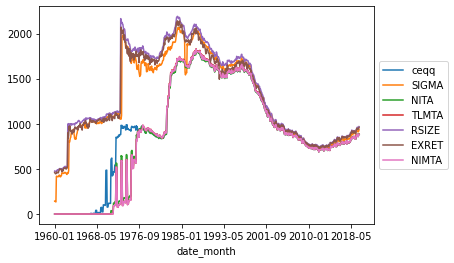 2000
1500
1000
500
0
1960-01 1968-05 1976-09 1985-01 1993-05 2001-09 2010-01 2018-05
date_month
ceqq
SIGMA
NITA
TLMTA
RSIZE
EXRET
NIMTA